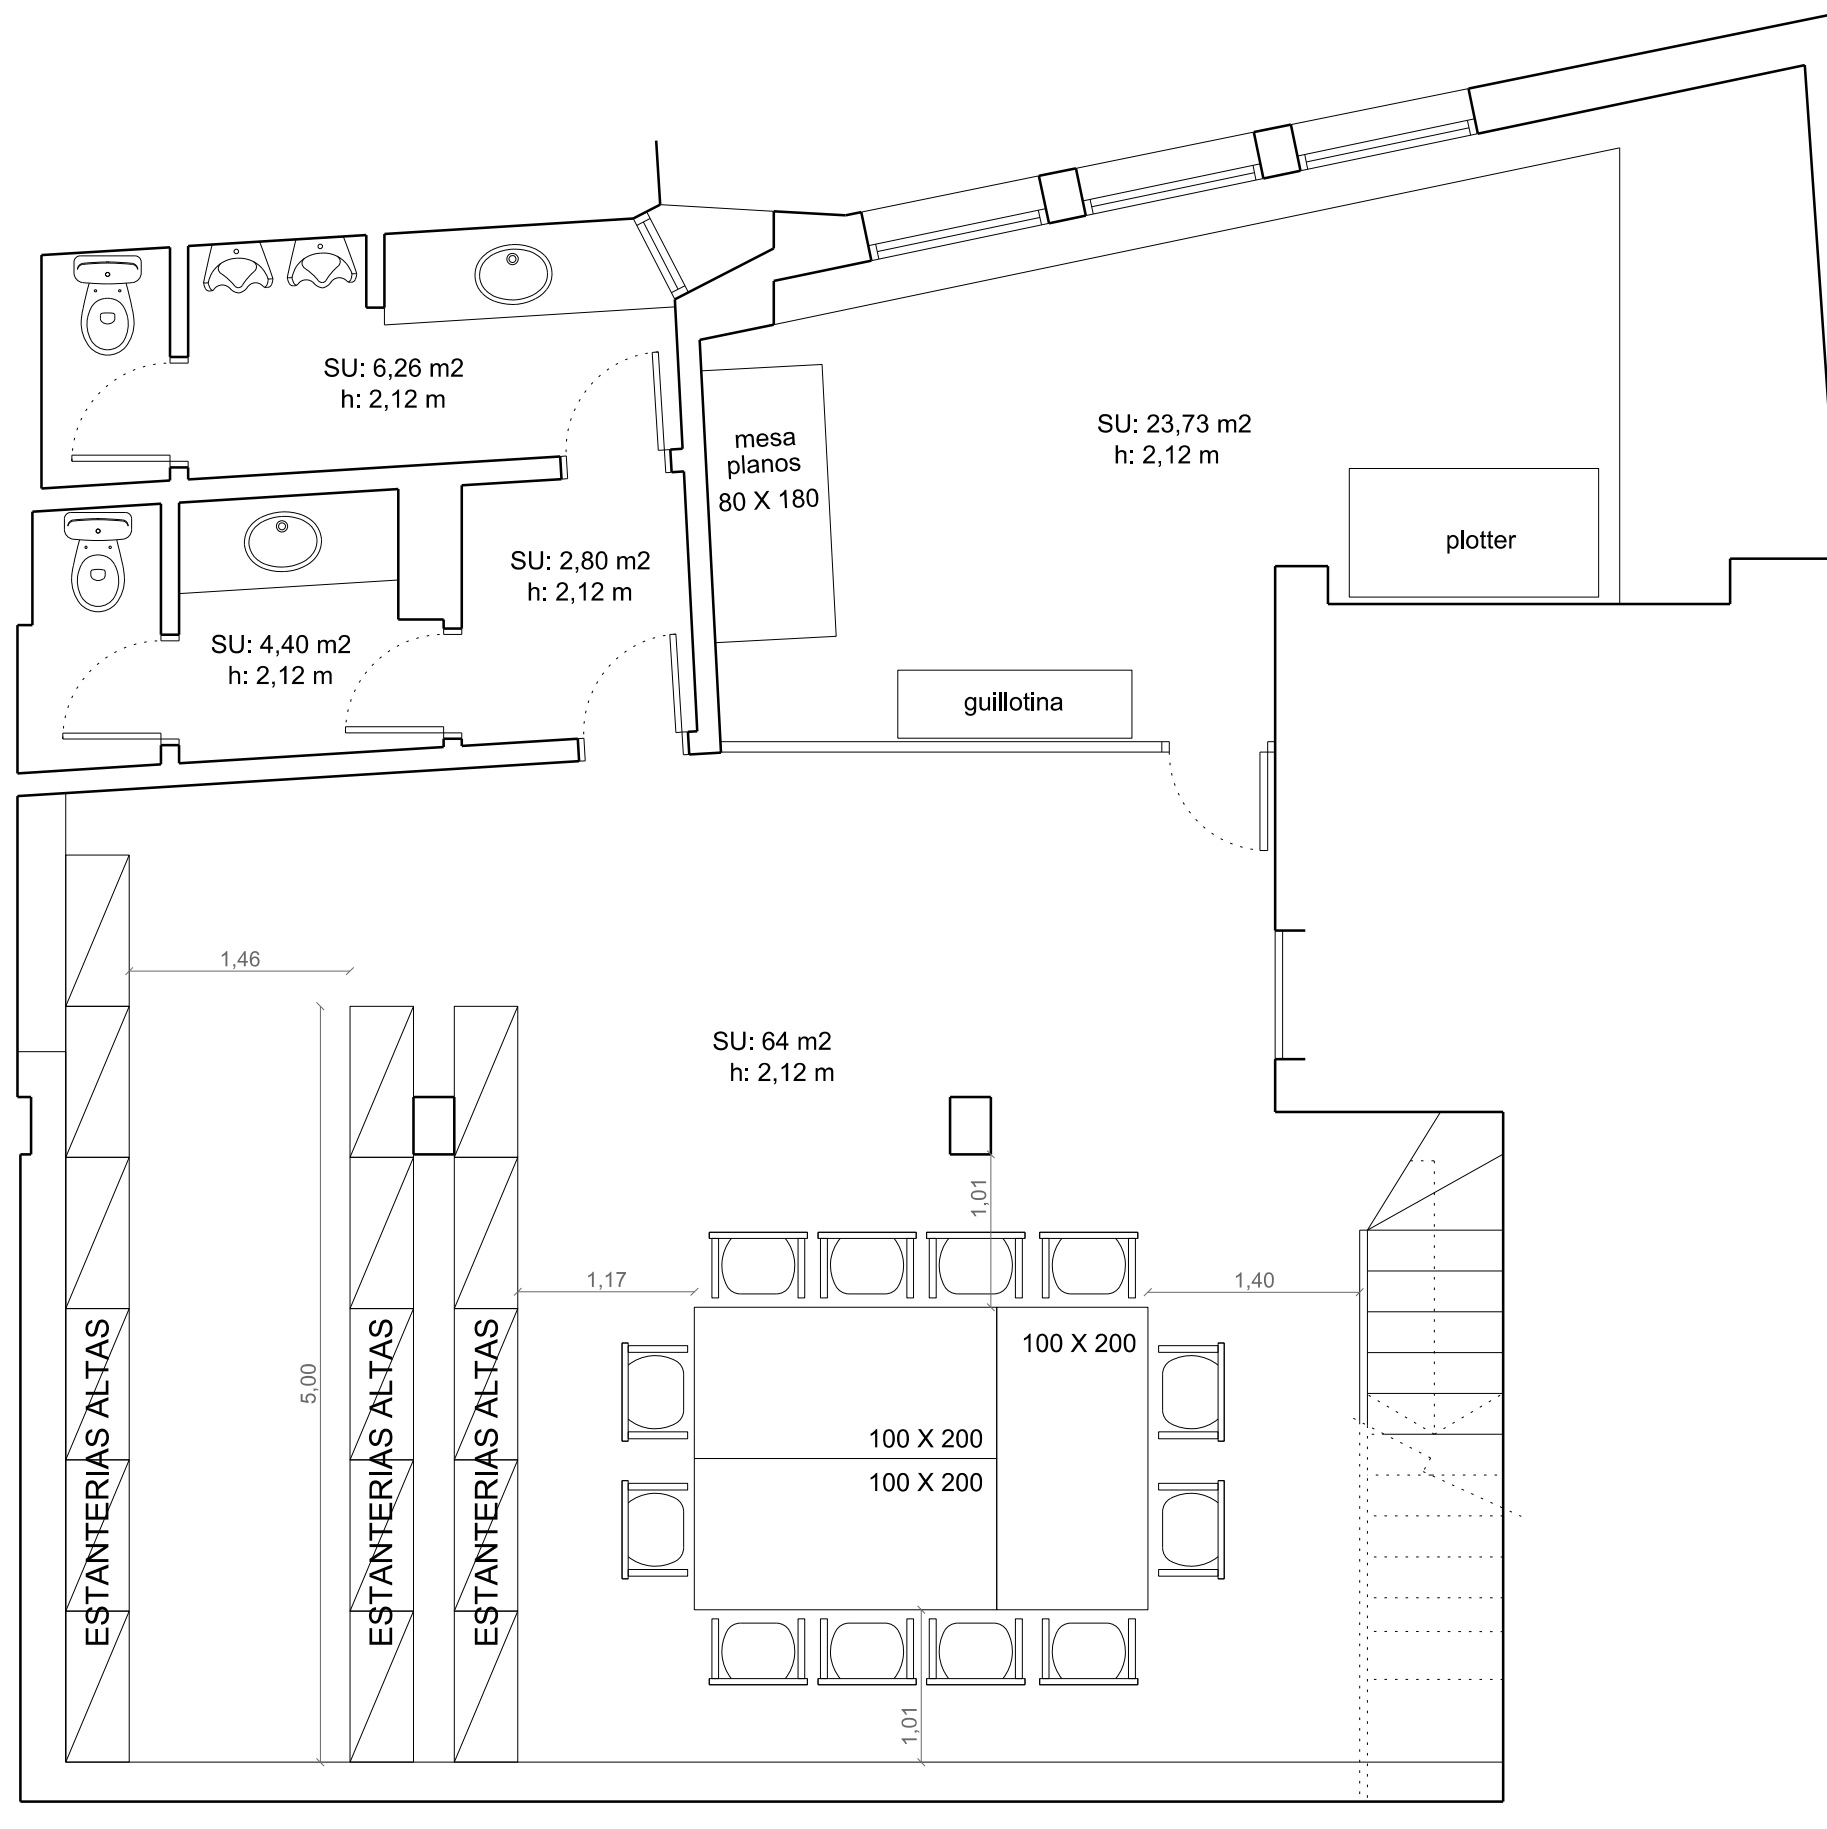 SU: 6,26 m2
h: 2,12 m
mesa
planos
80 X 180
SU: 23,73 m2
h: 2,12 m
plotter
SU: 2,80 m2
h: 2,12 m
SU: 4,40 m2
h: 2,12 m
guillotina
1,46
SU: 64 m2
h: 2,12 m
1,01
1,17
1,40
5,00
ESTANTERIAS ALTAS
ESTANTERIAS ALTAS
ESTANTERIAS ALTAS
100 X 200
100 X 200
100 X 200
1,01